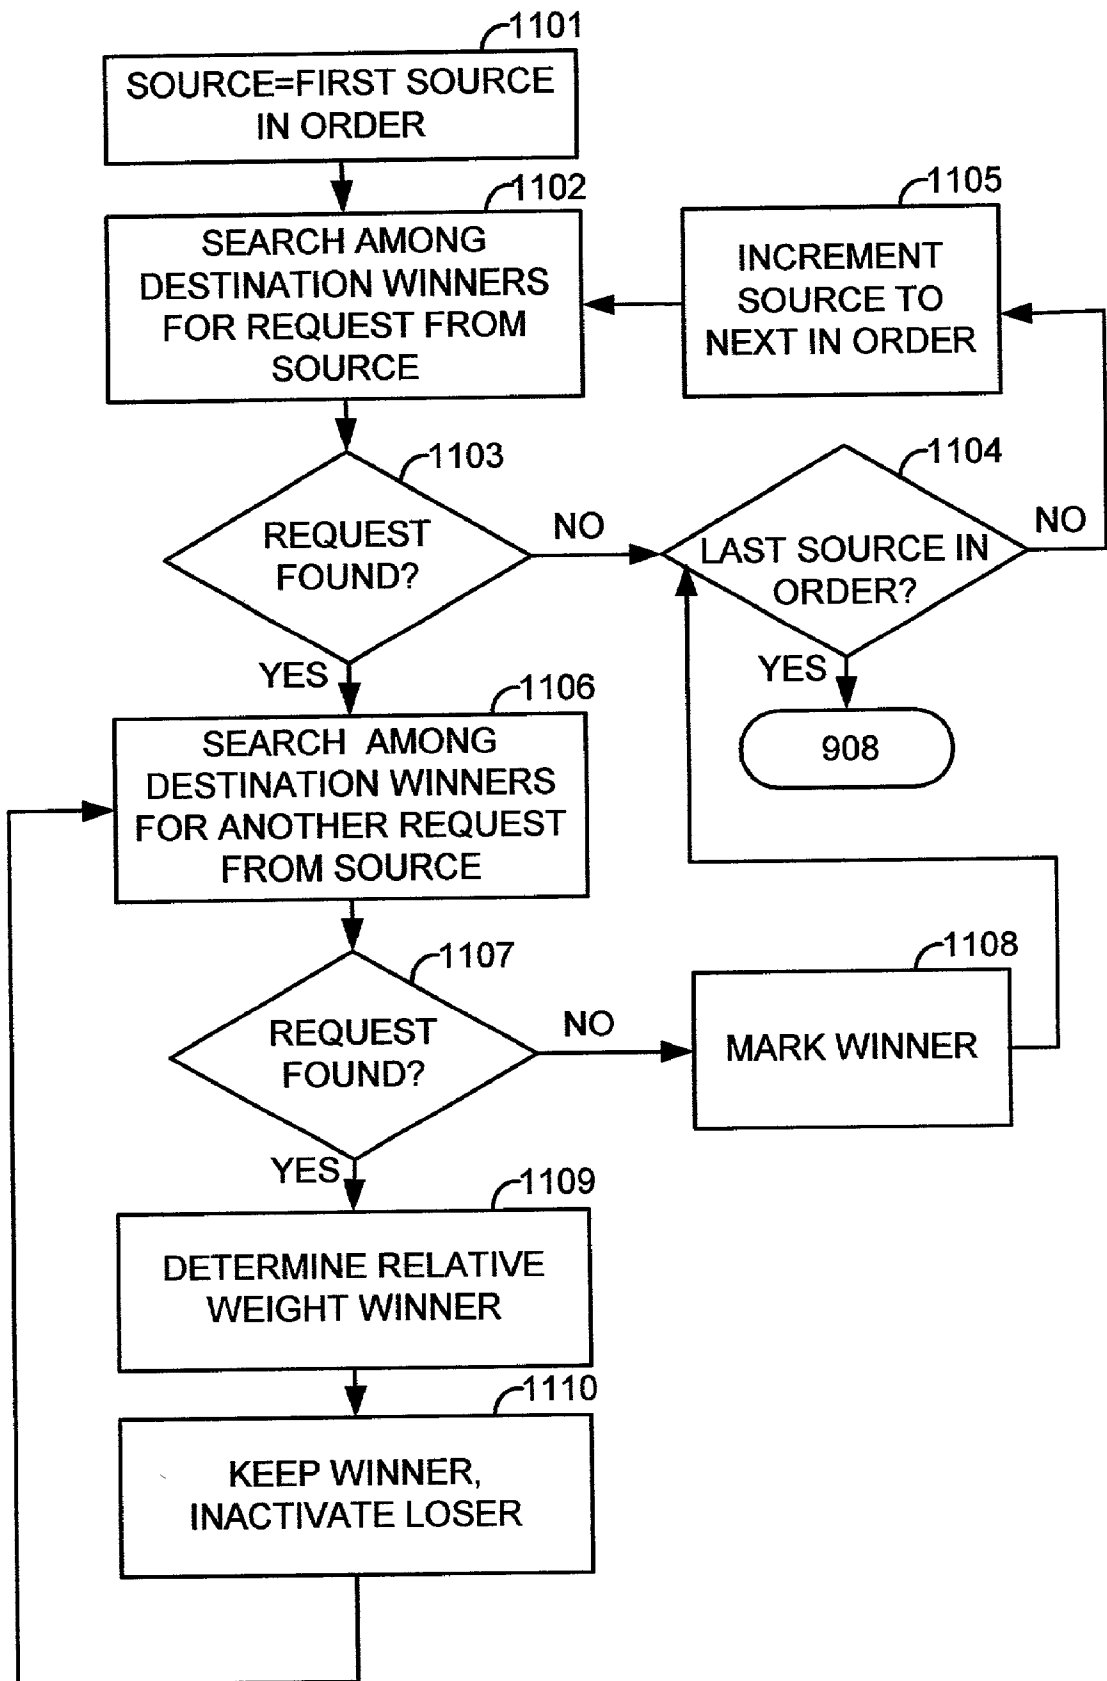 1101
SOURCE=FIRST SOURCE
IN ORDER
1102
SEARCH AMONG
DESTINATION WINNERS
FOR REQUEST FROM
SOURCE
1105
INCREMENT
SOURCE TO
NEXT IN ORDER
1103
REQUEST
FOUND?
NO
YES
1104
LAST SOURCE IN
ORDER?
NO
YES
908
1106
SEARCH AMONG
DESTINATION WINNERS
FOR ANOTHER REQUEST
FROM SOURCE
1107
REQUEST
FOUND?
NO
YES
1108
MARK WINNER
1109
DETERMINE RELATIVE
WEIGHT WINNER
1110
KEEP WINNER,
INACTIVATE LOSER